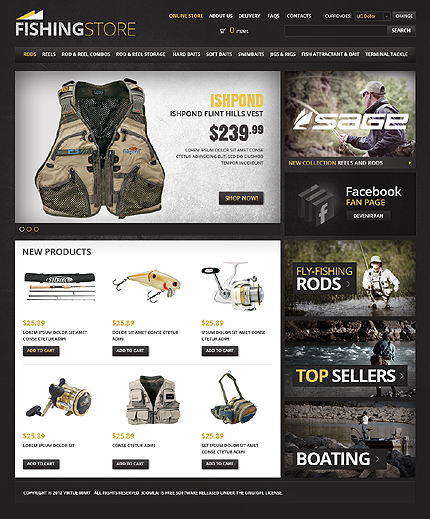 FISHINGSTORE
ONLINE STORE ABOUT US DELIVERY FAQS CONTACTS
CURRENCIES: US Dollar CHANGE
0 ITEMS
SEARCH
RODS REELS ROD & REEL COMBOS ROD & REEL STORAGE HARD BAITS SOFT BAITS SWIMBAITS JIGS & RIGS FISH ATTRACTANT & BAIT TERMINAL TACKLE
ISHPOND
ISHPOND FLINT HILLS VEST
$239.99
LOREM IPSUM DOLOR SIT AMET CONSE
CTETUR ADIPISICING ELIT, SED DO EIUSMOD
TEMPOR INCIDIDUNT
SHOP NOW!
sage
NEW COLLECTION REELS AND RODS
Facebook
FAN PAGE
DEVENIR FAN
NEW PRODUCTS
$25.89
LOREM IPSUM DOLOR SIT AMET
CONSE CTETUR ADIPI
ADD TO CART
$25.89
DOLOR SIT AMET CONSE CTETUR
ADIPI
ADD TO CART
$25.89
LOREM IPSUM DOLOR SIT AMET
CONSE CTETUR ADIPI
ADD TO CART
FLY-FISHING
RODS
TOP SELLERS
$25.89
LOREM IPSUM DOLOR SIT
ADD TO CART
$25.89
CONSE CTETUR ADIPI
ADD TO CART
$25.89
SET IPSUM DOLOR SIT AMET
CONSE CTETUR ADIPI
ADD TO CART
BOATING
COPYRIGHT © 2012 VIRTUE MART. ALL RIGHTS RESERVED. JOOMLA! IS FREE SOFTWARE RELEASED UNDER THE GNU/GPL LICENSE.